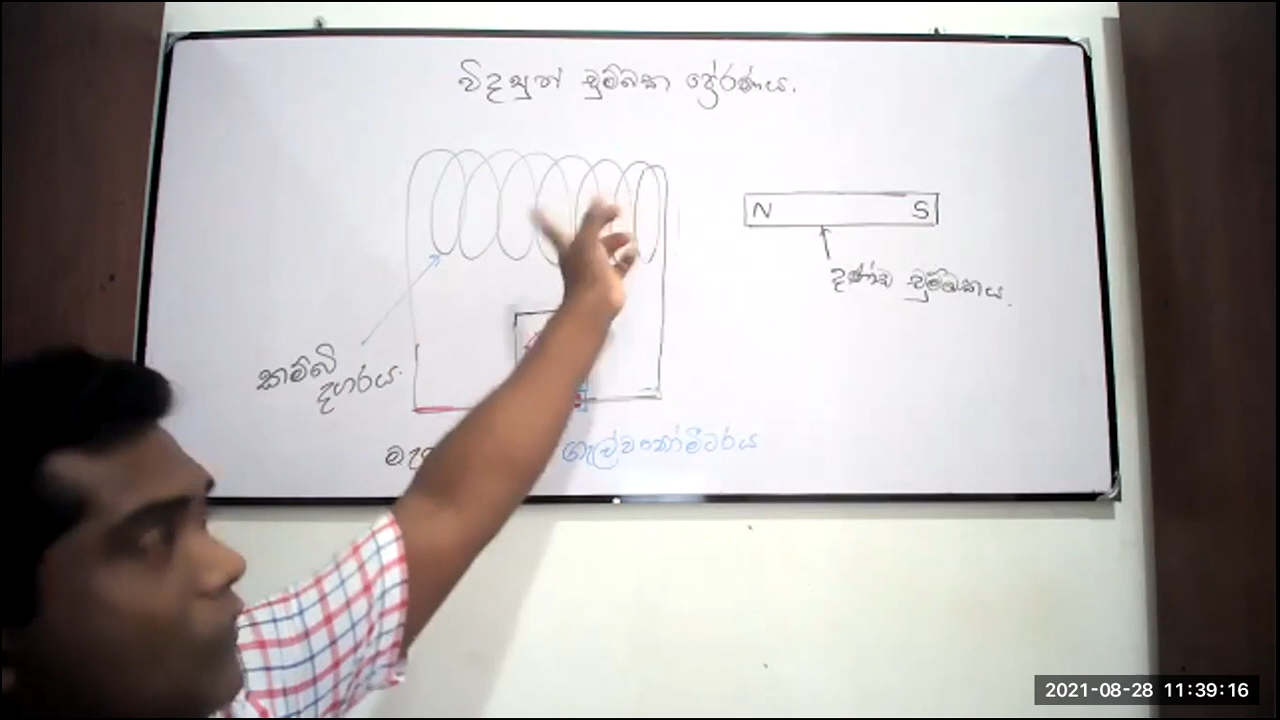 විද්‍යුත් චුම්බක ප්‍රේරණය.
N S
දණ්ඩ චුම්බකය.
කම්බි
දඟරය.
ගැල්වනෝමීටරය
2021-08-28 11:39:16